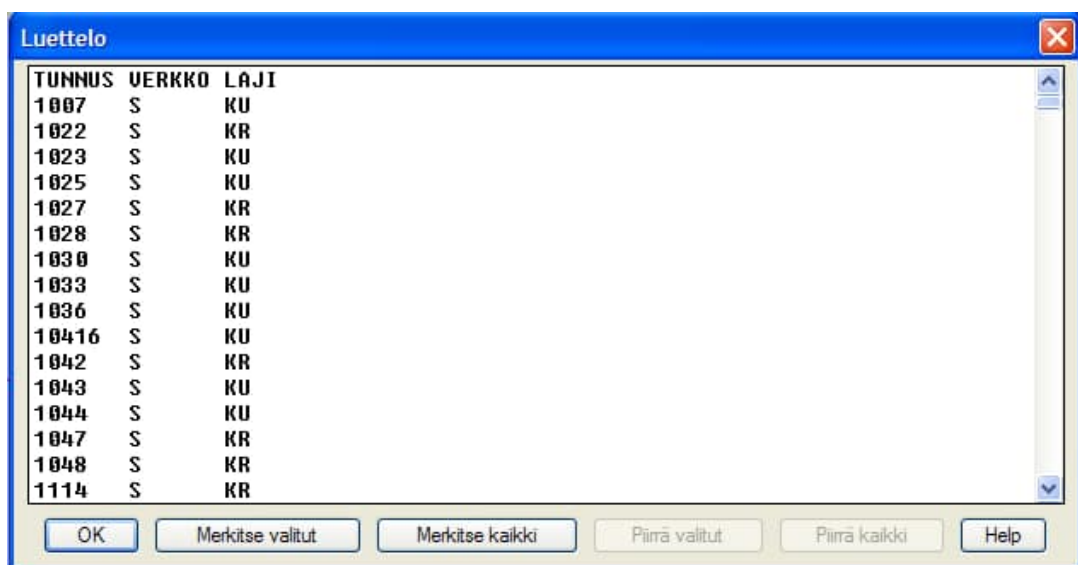 Luettelo
TUNNUS VERKKO LAJI
1007 S KU
1022 S KR
1023 S KU
1025 S KU
1027 S KR
1028 S KR
1030 S KU
1033 S KU
1036 S KU
10416 S KU
1042 S KR
1043 S KU
1044 S KU
1047 S KR
1048 S KR
1114 S KR
OK Merkitse valitut Merkitse kaikki Piirrä valitut Piirrä kaikki Help